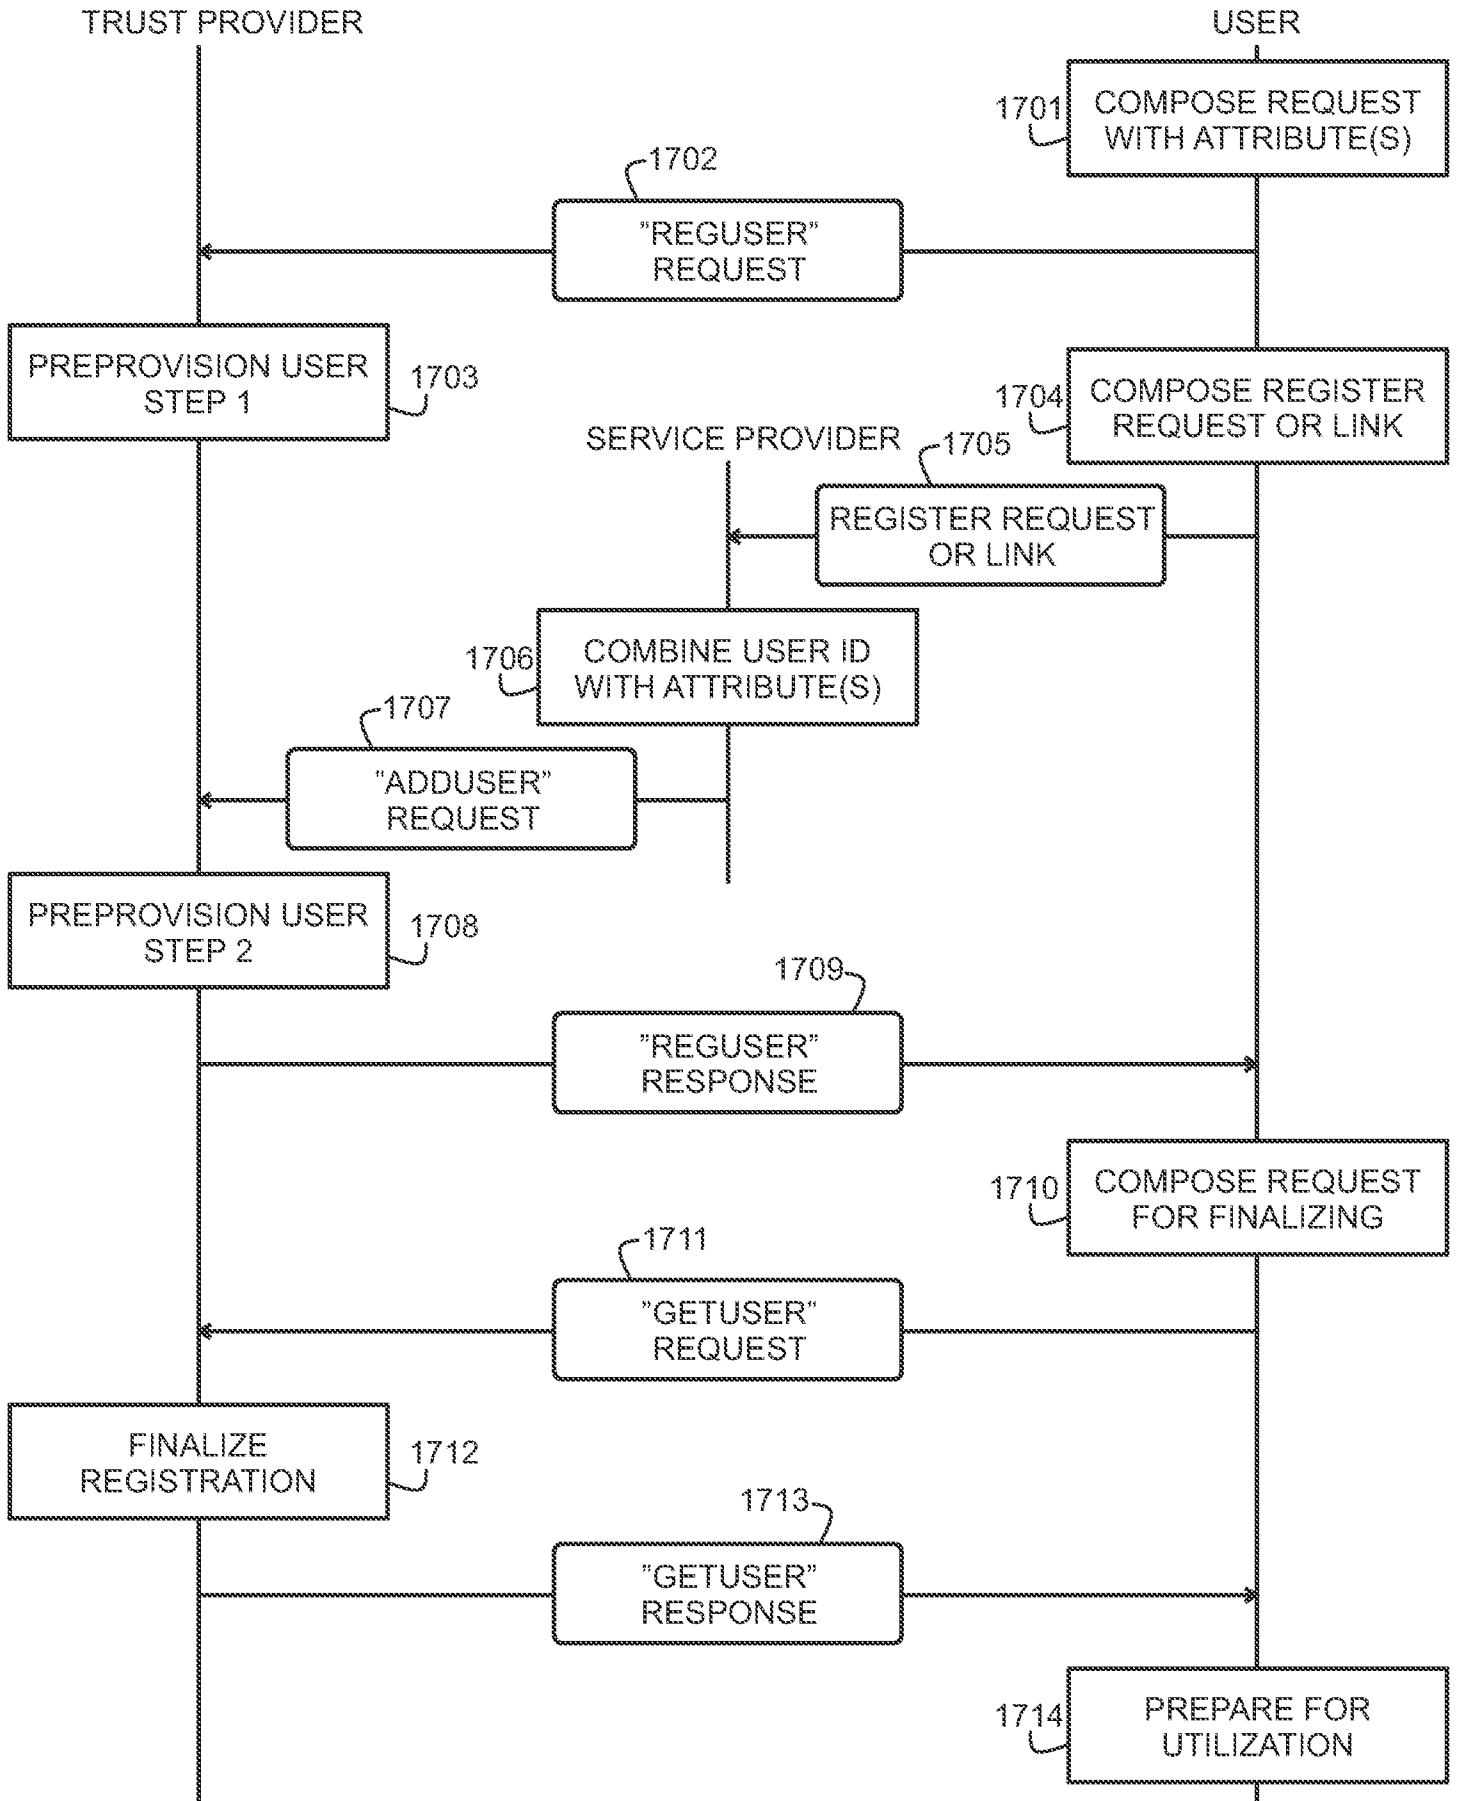 TRUST PROVIDER
USER
1701
COMPOSE REQUEST
WITH ATTRIBUTE(S)
1702
"REGUSER"
REQUEST
PREPROVISION USER
STEP 1
1703
1704
COMPOSE REGISTER
REQUEST OR LINK
SERVICE PROVIDER
1705
REGISTER REQUEST
OR LINK
1706
COMBINE USER ID
WITH ATTRIBUTE(S)
1707
"ADDUSER"
REQUEST
PREPROVISION USER
STEP 2
1708
1709
"REGUSER"
RESPONSE
1710
COMPOSE REQUEST
FOR FINALIZING
1711
"GETUSER"
REQUEST
FINALIZE
REGISTRATION
1712
1713
"GETUSER"
RESPONSE
1714
PREPARE FOR
UTILIZATION